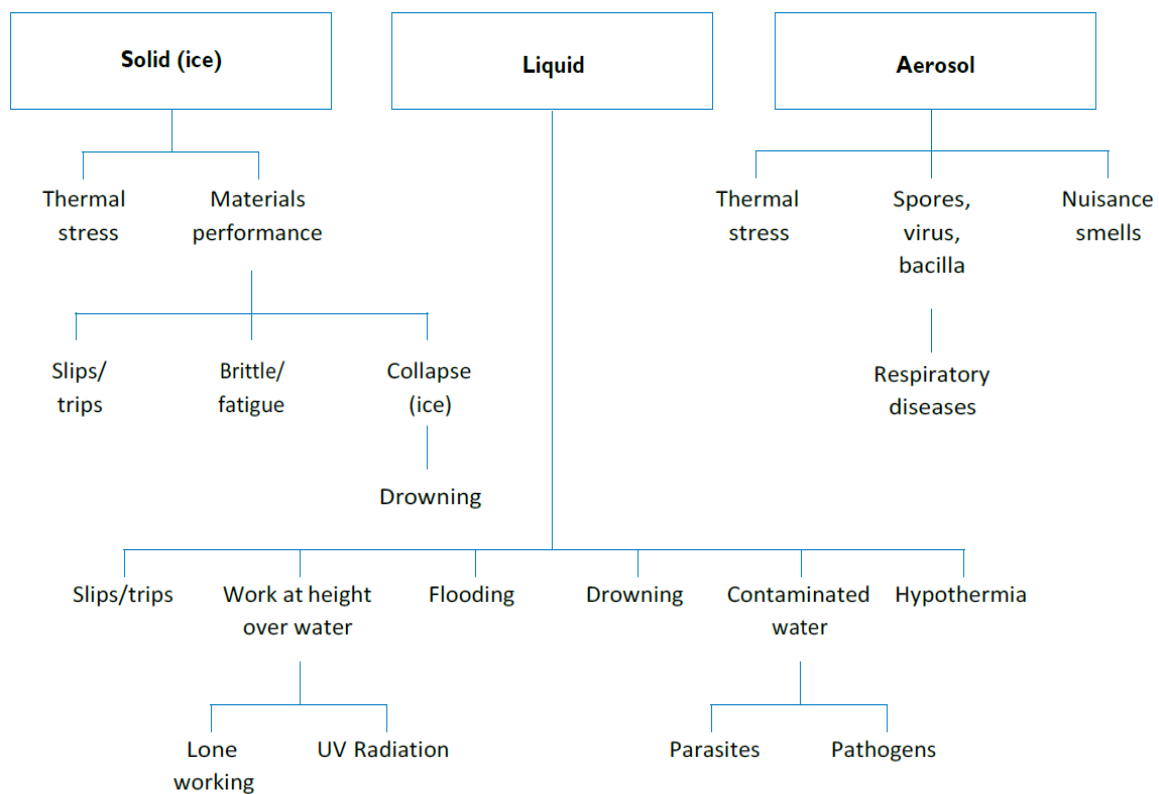 Solid (ice)
Liquid
Aerosol
Thermal
stress
Materials
performance
Thermal
stress
Spores,
virus,
bacilla
Nuisance
smells
Slips/
trips
Brittle/
fatigue
Collapse
(ice)
Respiratory
diseases
Drowning
Slips/trips
Work at height
over water
Flooding
Drowning
Contaminated
water
Hypothermia
Lone
working
UV Radiation
Parasites
Pathogens